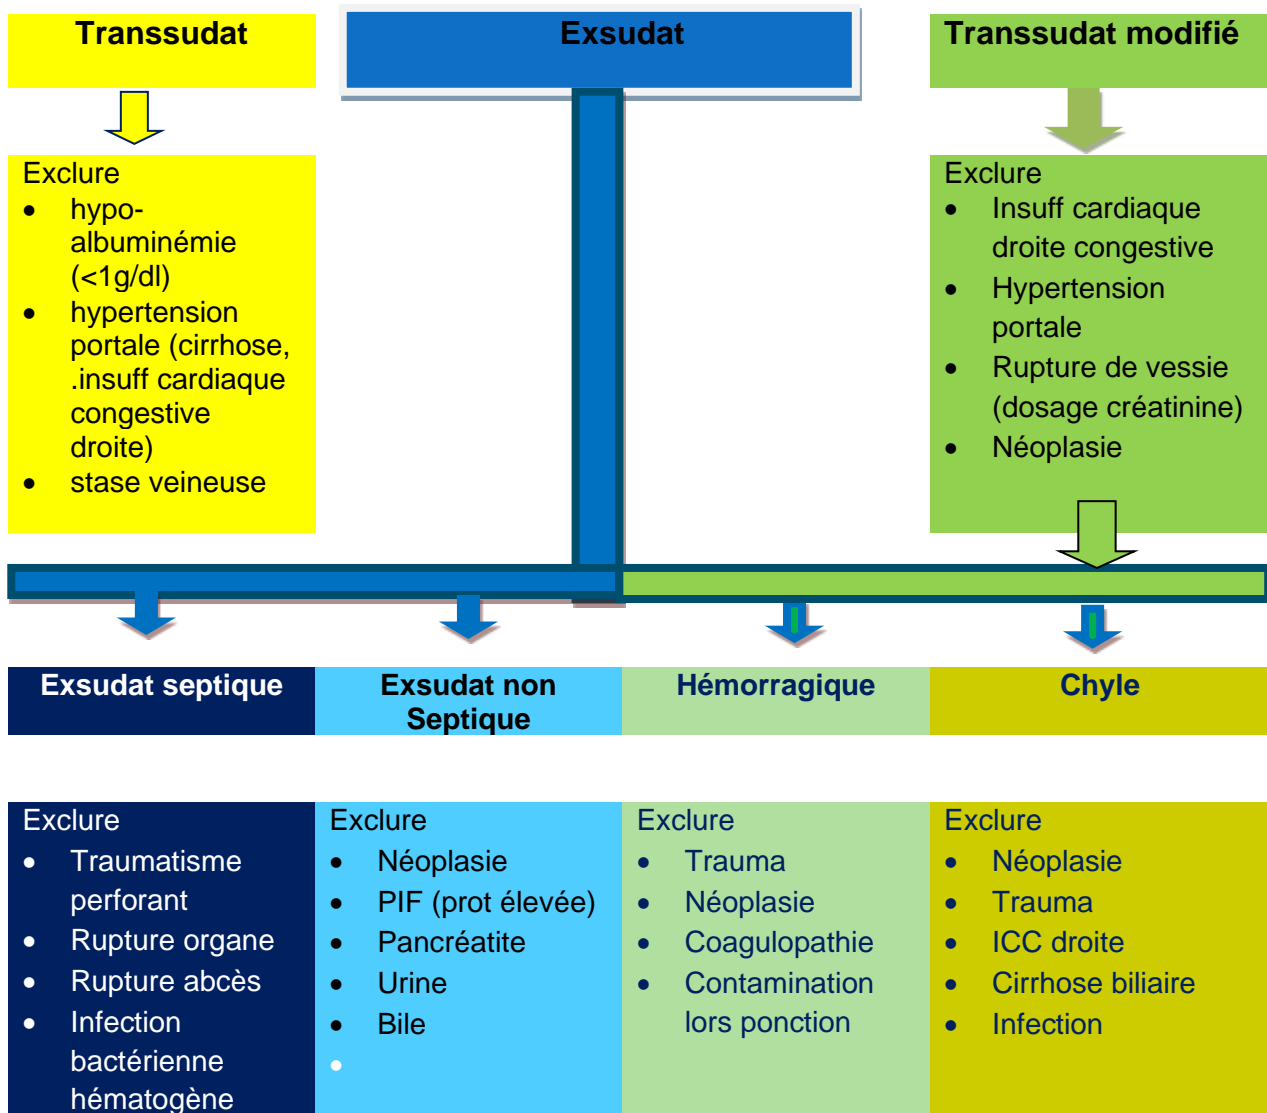 Transsudat
Exsudat
Transsudat modifié
Exclure
• hypo-
albuminémie
(<1g/dl)
• hypertension
portale (cirrhose,
.insuff cardiaque
congestive
droite)
• stase veineuse
Exclure
• Insuff cardiaque
droite congestive
• Hypertension
portale
• Rupture de vessie
(dosage créatinine)
• Néoplasie
Exsudat septique
Exsudat non
Septique
Hémorragique
Chyle
Exclure
• Traumatisme
perforant
• Rupture organe
• Rupture abcès
• Infection
bactérienne
hématogène
Exclure
• Néoplasie
• PIF (prot élevée)
• Pancréatite
• Urine
• Bile
•
Exclure
• Trauma
• Néoplasie
• Coagulopathie
• Contamination
lors ponction
Exclure
• Néoplasie
• Trauma
• ICC droite
• Cirrhose biliaire
• Infection